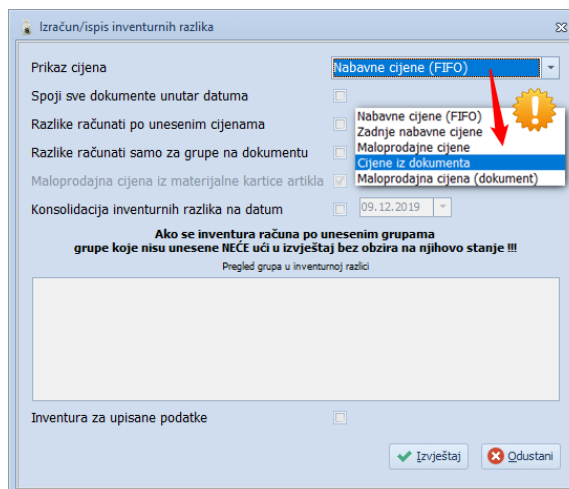 Izračun/ispis inventurnih razlika
Prikaz cijena
Nabavne cijene (FIFO)
Spoji sve dokumente unutar datuma
Nabavne cijene (FIFO)
Zadnje nabavne cijene
Maloprodajne cijene
Cijene iz dokumenta
Maloprodajna cijena (dokument)
Razlike računati po unesenim cijenama
Razlike računati samo za grupe na dokumentu
Maloprodajna cijena iz materijalne kartice artikla
Konsolidacija inventurnih razlika na datum
09.12.2019
Ako se inventura računa po unesenim grupama
grupe koje nisu unesene NEĆE ući u izvještaj bez obzira na njihovo stanje !!!
Pregled grupa u inventurnoj razlici
Inventura za upisane podatke
Izvještaj
Odustani